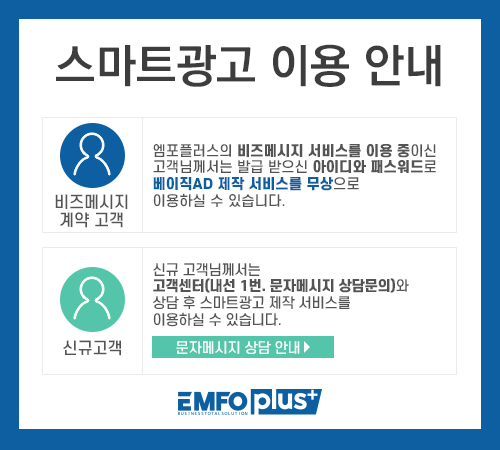 스마트광고 이용 안내
비즈메시지
계약 고객
엠포플러스의 비즈메시지 서비스를 이용 중이신
고객님께서는 발급 받으신 아이디와 패스워드로
베이직AD 제작 서비스를 무상으로
이용하실 수 있습니다.
신규고객
신규 고객님께서는
고객센터(내선 1번. 문자메시지 상담문의)와
상담 후 스마트광고 제작 서비스를
이용하실 수 있습니다.
문자메시지 상담 안내
EMFO plus+
BUSINESS TOTAL SOLUTION